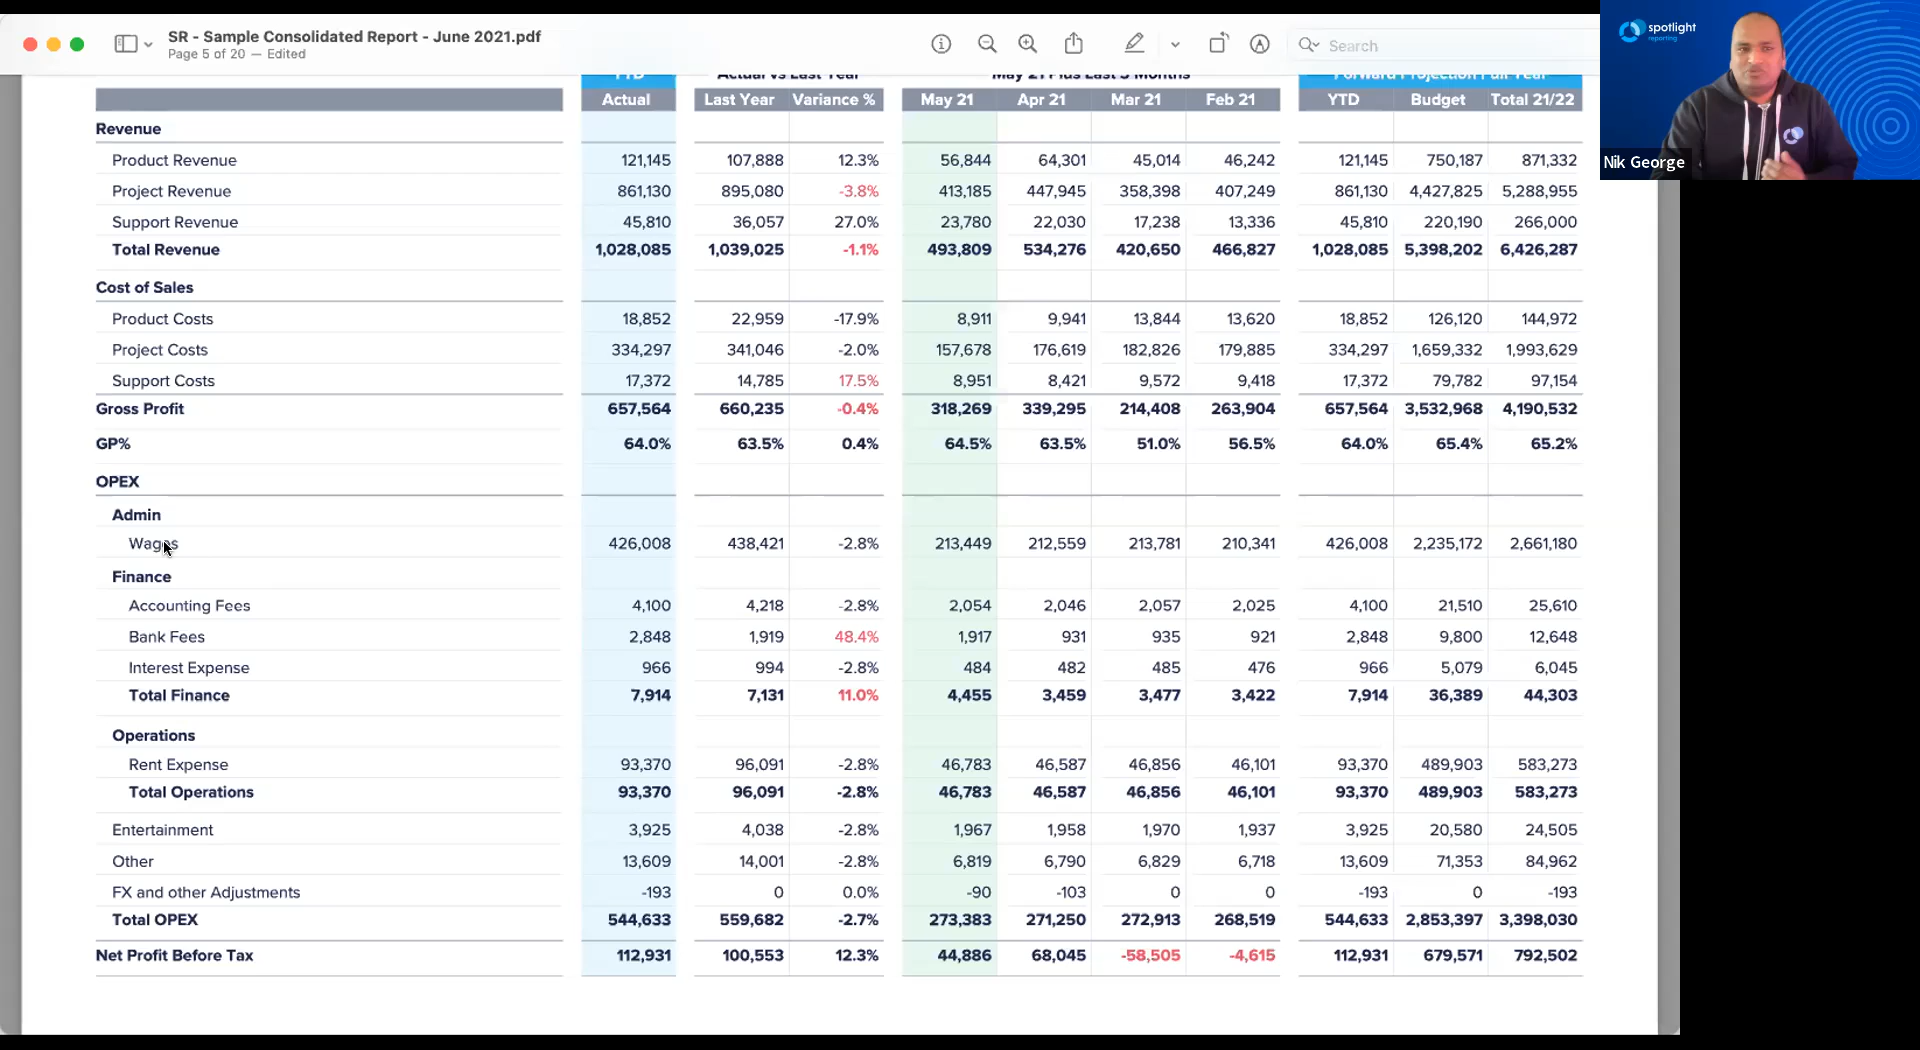 SR - Sample Consolidated Report - June 2021.pdf
Page 5 of 20 — Edited
Search
spotlight
reporting
Nik George
YTD Actual vs Last Year May 21 Plus Last 3 Months Forward Projection Full Year
Actual Last Year Variance % May 21 Apr 21 Mar 21 Feb 21 YTD Budget Total 21/22
Revenue
Product Revenue 121,145 107,888 12.3% 56,844 64,301 45,014 46,242 121,145 750,187 871,332
Project Revenue 861,130 895,080 -3.8% 413,185 447,945 358,398 407,249 861,130 4,427,825 5,288,955
Support Revenue 45,810 36,057 27.0% 23,780 22,030 17,238 13,336 45,810 220,190 266,000
Total Revenue 1,028,085 1,039,025 -1.1% 493,809 534,276 420,650 466,827 1,028,085 5,398,202 6,426,287
Cost of Sales
Product Costs 18,852 22,959 -17.9% 8,911 9,941 13,844 13,620 18,852 126,120 144,972
Project Costs 334,297 341,046 -2.0% 157,678 176,619 182,826 179,885 334,297 1,659,332 1,993,629
Support Costs 17,372 14,785 17.5% 8,951 8,421 9,572 9,418 17,372 79,782 97,154
Gross Profit 657,564 660,235 -0.4% 318,269 339,295 214,408 263,904 657,564 3,532,968 4,190,532
GP% 64.0% 63.5% 0.4% 64.5% 63.5% 51.0% 56.5% 64.0% 65.4% 65.2%
OPEX
Admin
Wages 426,008 438,421 -2.8% 213,449 212,559 213,781 210,341 426,008 2,235,172 2,661,180
Finance
Accounting Fees 4,100 4,218 -2.8% 2,054 2,046 2,057 2,025 4,100 21,510 25,610
Bank Fees 2,848 1,919 48.4% 1,917 931 935 921 2,848 9,800 12,648
Interest Expense 966 994 -2.8% 484 482 485 476 966 5,079 6,045
Total Finance 7,914 7,131 11.0% 4,455 3,459 3,477 3,422 7,914 36,389 44,303
Operations
Rent Expense 93,370 96,091 -2.8% 46,783 46,587 46,856 46,101 93,370 489,903 583,273
Total Operations 93,370 96,091 -2.8% 46,783 46,587 46,856 46,101 93,370 489,903 583,273
Entertainment 3,925 4,038 -2.8% 1,967 1,958 1,970 1,937 3,925 20,580 24,505
Other 13,609 14,001 -2.8% 6,819 6,790 6,829 6,718 13,609 71,353 84,962
FX and other Adjustments -193 0 0.0% -90 -103 0 0 -193 0 -193
Total OPEX 544,633 559,682 -2.7% 273,383 271,250 272,913 268,519 544,633 2,853,397 3,398,030
Net Profit Before Tax 112,931 100,553 12.3% 44,886 68,045 -58,505 -4,615 112,931 679,571 792,502